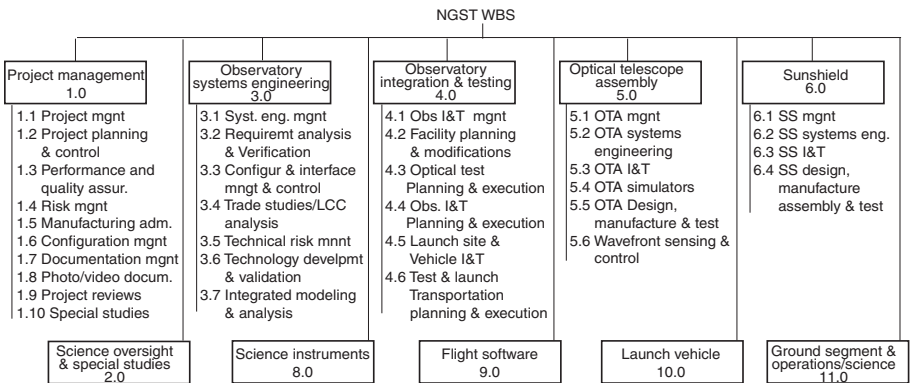 NGST WBS
Project management
1.0
1.1 Project mgnt
1.2 Project planning
& control
1.3 Performance and
quality assur.
1.4 Risk mgnt
1.5 Manufacturing adm.
1.6 Configuration mgnt
1.7 Documentation mgnt
1.8 Photo/video docum.
1.9 Project reviews
1.10 Special studies
Observatory
systems engineering
3.0
3.1 Syst. eng. mgnt
3.2 Requiremt analysis
& Verification
3.3 Configur & interface
mngt & control
3.4 Trade studies/LCC
analysis
3.5 Technical risk mnnt
3.6 Technology develpmt
& validation
3.7 Integrated modeling
& analysis
Observatory
integration & testing
4.0
4.1 Obs I&T mgnt
4.2 Facility planning
& modifications
4.3 Optical test
Planning & execution
4.4 Obs. I&T
Planning & execution
4.5 Launch site &
Vehicle I&T
4.6 Test & launch
Transportation
planning & execution
Optical telescope
assembly
5.0
5.1 OTA mgnt
5.2 OTA systems
engineering
5.3 OTA I&T
5.4 OTA simulators
5.5 OTA Design,
manufacture & test
5.6 Wavefront sensing &
control
Sunshield
6.0
6.1 SS mgnt
6.2 SS systems eng.
6.3 SS I&T
6.4 SS design,
manufacture
assembly & test
Science oversight
& special studies
2.0
Science instruments
8.0
Flight software
9.0
Launch vehicle
10.0
Ground segment &
operations/science
11.0